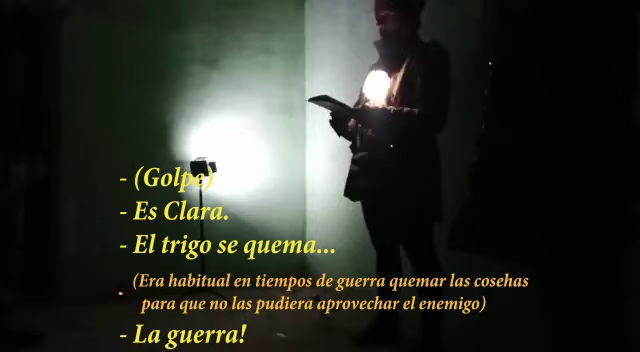 - (Golpe)
- Es Clara.
- El trigo se quema...
. (Era habitual en tiempos de guerra quemar las cosehas
para que no las pudiera aprovechar el enemigo)
- La guerra!